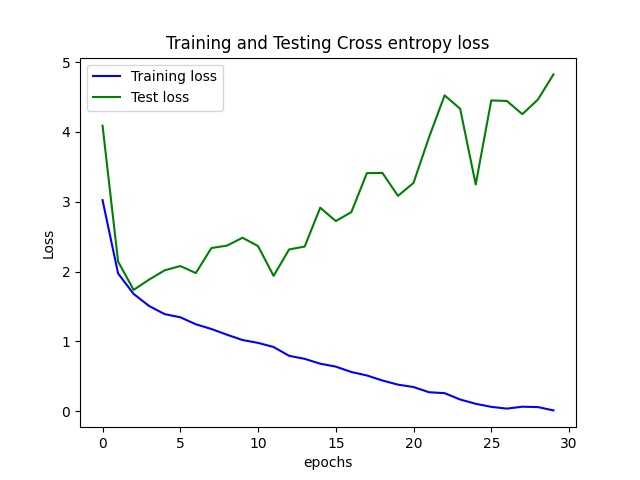 Training and Testing Cross entropy loss
Training loss
Test loss
5
4
3
2
1
0
Loss
0 5 10 15 20 25 30
epochs